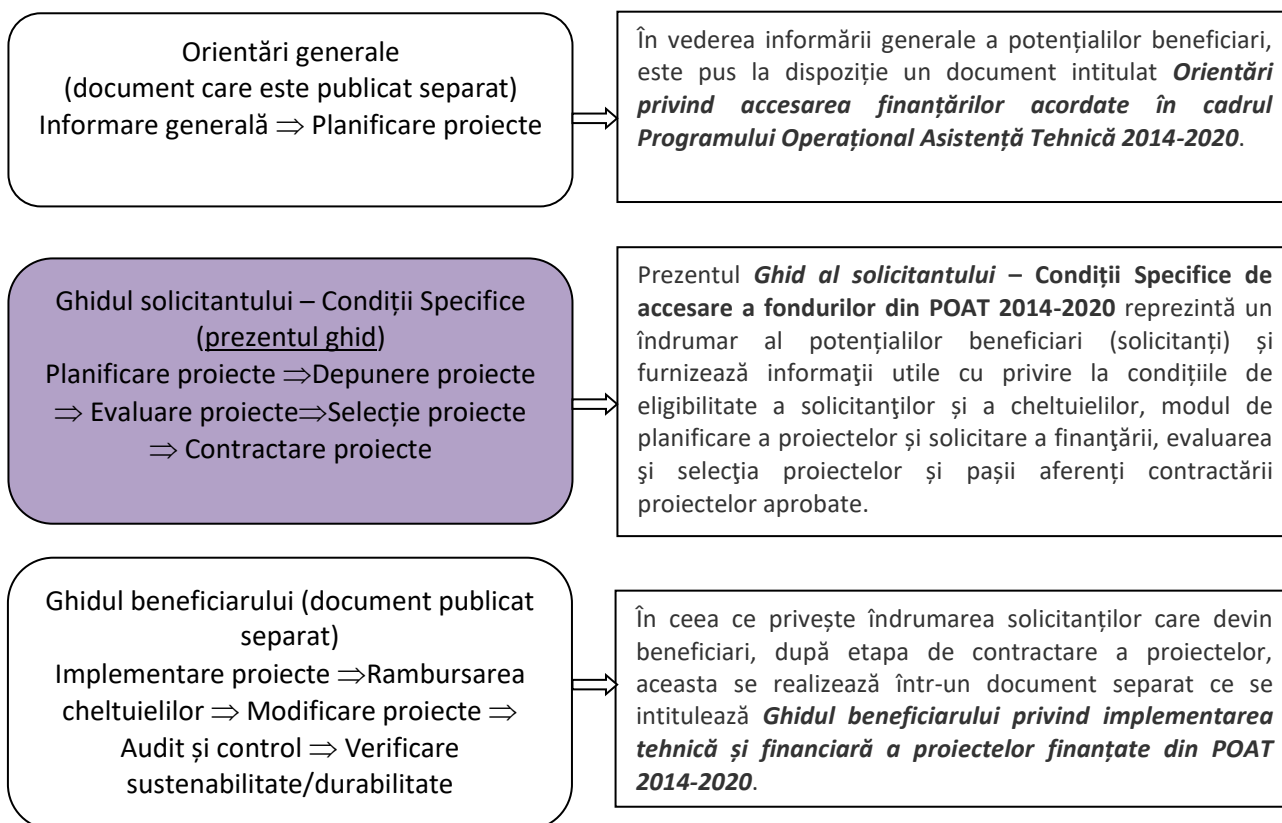 Orientări generale
(document care este publicat separat)
Informare generală ⇒ Planificare proiecte
În vederea informării generale a potențialilor beneficiari,
este pus la dispoziție un document intitulat Orientări
privind accesarea finanțărilor acordate în cadrul
Programului Operațional Asistență Tehnică 2014-2020.
Ghidul solicitantului – Condiții Specifice
(prezentul ghid)
Planificare proiecte ⇒Depunere proiecte
⇒ Evaluare proiecte⇒Selecție proiecte
⇒ Contractare proiecte
Prezentul Ghid al solicitantului – Condiții Specifice de
accesare a fondurilor din POAT 2014-2020 reprezintă un
îndrumar al potențialilor beneficiari (solicitanți) și
furnizează informaţii utile cu privire la condițiile de
eligibilitate a solicitanţilor și a cheltuielilor, modul de
planificare a proiectelor și solicitare a finanţării, evaluarea
şi selecţia proiectelor și pașii aferenți contractării
proiectelor aprobate.
Ghidul beneficiarului (document publicat
separat)
Implementare proiecte ⇒Rambursarea
cheltuielilor ⇒ Modificare proiecte ⇒
Audit și control ⇒ Verificare
sustenabilitate/durabilitate
În ceea ce privește îndrumarea solicitanților care devin
beneficiari, după etapa de contractare a proiectelor,
aceasta se realizează într-un document separat ce se
intitulează Ghidul beneficiarului privind implementarea
tehnică și financiară a proiectelor finanțate din POAT
2014-2020.